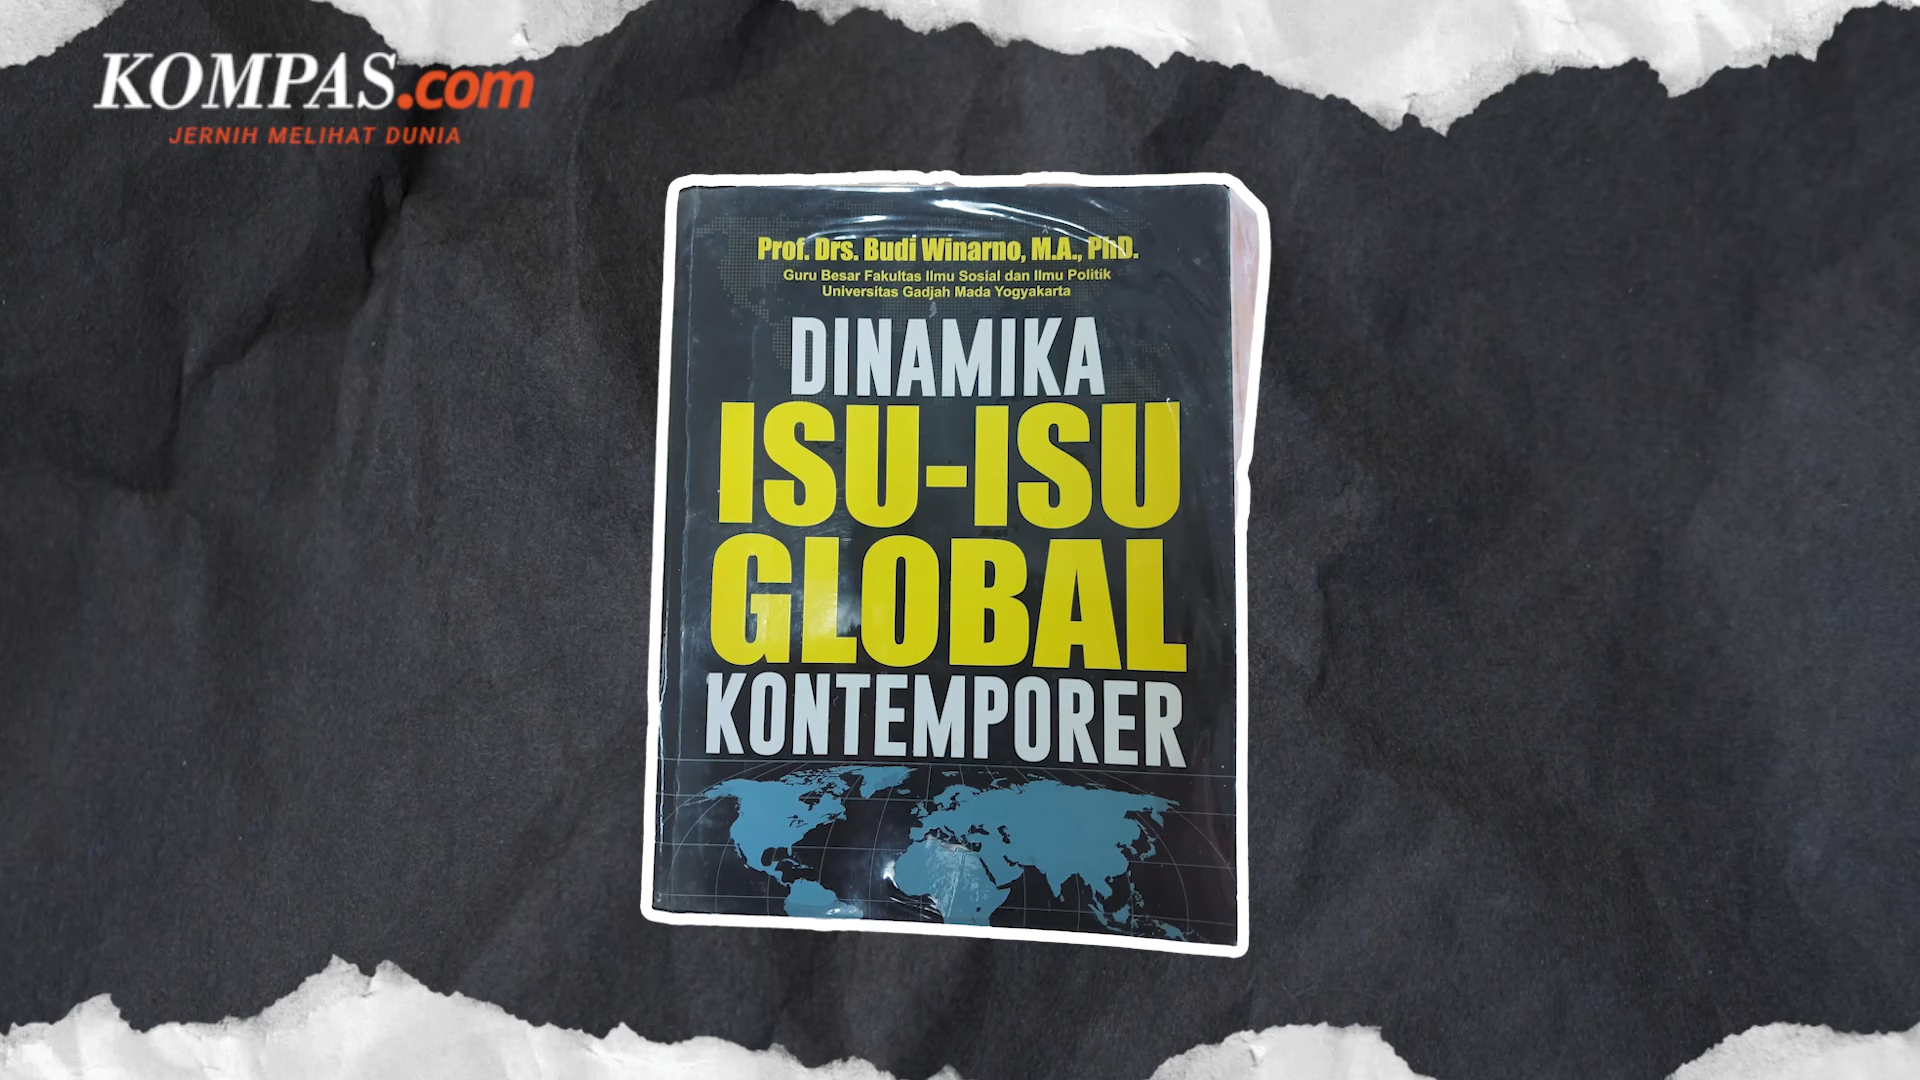 KOMPAS.com
JERNIH MELIHAT DUNIA
Prof. Drs. Budi Winarno, M.A., PhD.
Guru Besar Fakultas Ilmu Sosial dan Ilmu Politik
Universitas Gadjah Mada Yogyakarta
DINAMIKA
ISU-ISU
GLOBAL
KONTEMPORER